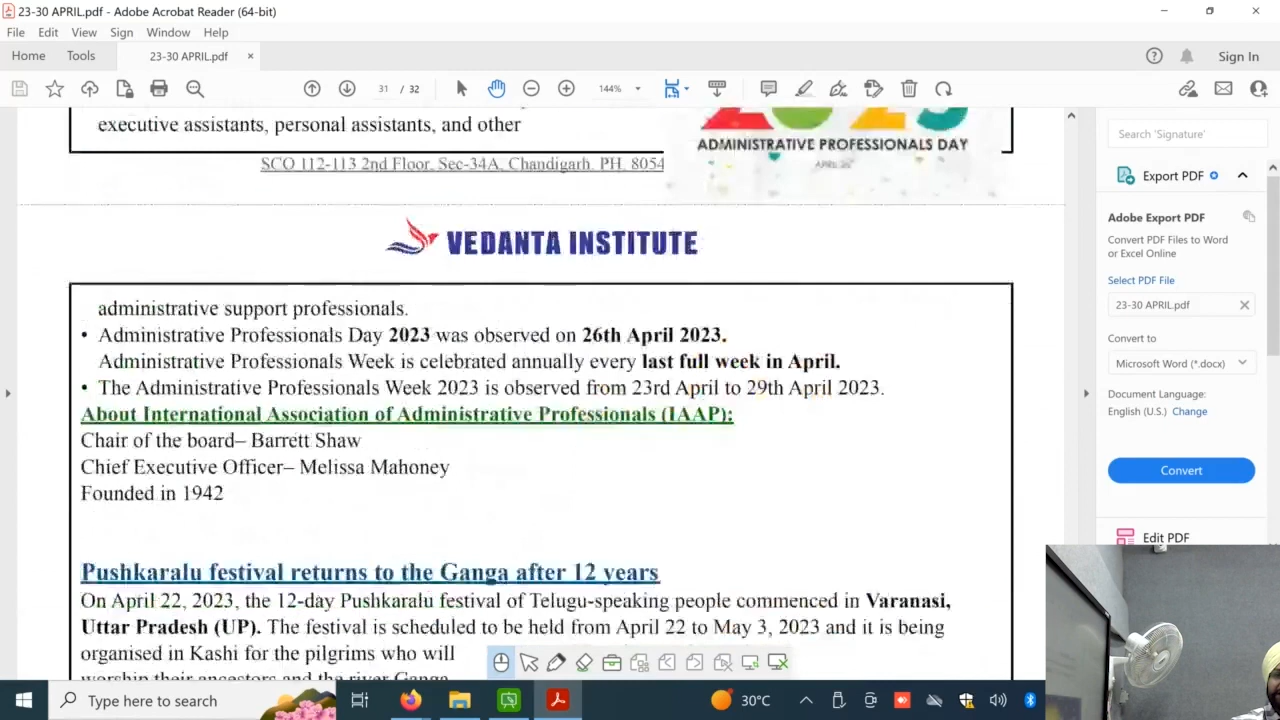 23-30 APRIL.pdf - Adobe Acrobat Reader (64-bit)
File Edit View Sign Window Help
Home Tools 23-30 APRIL.pdf × Sign In
31 / 32 144%
executive assistants, personal assistants, and other
ADMINISTRATIVE PROFESSIONALS DAY
SCO 112-113 2nd Floor, Sec-34A, Chandigarh. PH. 8054
VEDANTA INSTITUTE
administrative support professionals.
• Administrative Professionals Day 2023 was observed on 26th April 2023.
Administrative Professionals Week is celebrated annually every last full week in April.
• The Administrative Professionals Week 2023 is observed from 23rd April to 29th April 2023.
About International Association of Administrative Professionals (IAAP):
Chair of the board– Barrett Shaw
Chief Executive Officer– Melissa Mahoney
Founded in 1942
Pushkaralu festival returns to the Ganga after 12 years
On April 22, 2023, the 12-day Pushkaralu festival of Telugu-speaking people commenced in Varanasi,
Uttar Pradesh (UP). The festival is scheduled to be held from April 22 to May 3, 2023 and it is being
organised in Kashi for the pilgrims who will
worship their ancestors and the river Ganga
Search 'Signature'
Export PDF
Adobe Export PDF
Convert PDF Files to Word
or Excel Online
Select PDF File
23-30 APRIL.pdf
Convert to
Microsoft Word (*.docx)
Document Language:
English (U.S.) Change
Convert
Edit PDF
Type here to search
30°C